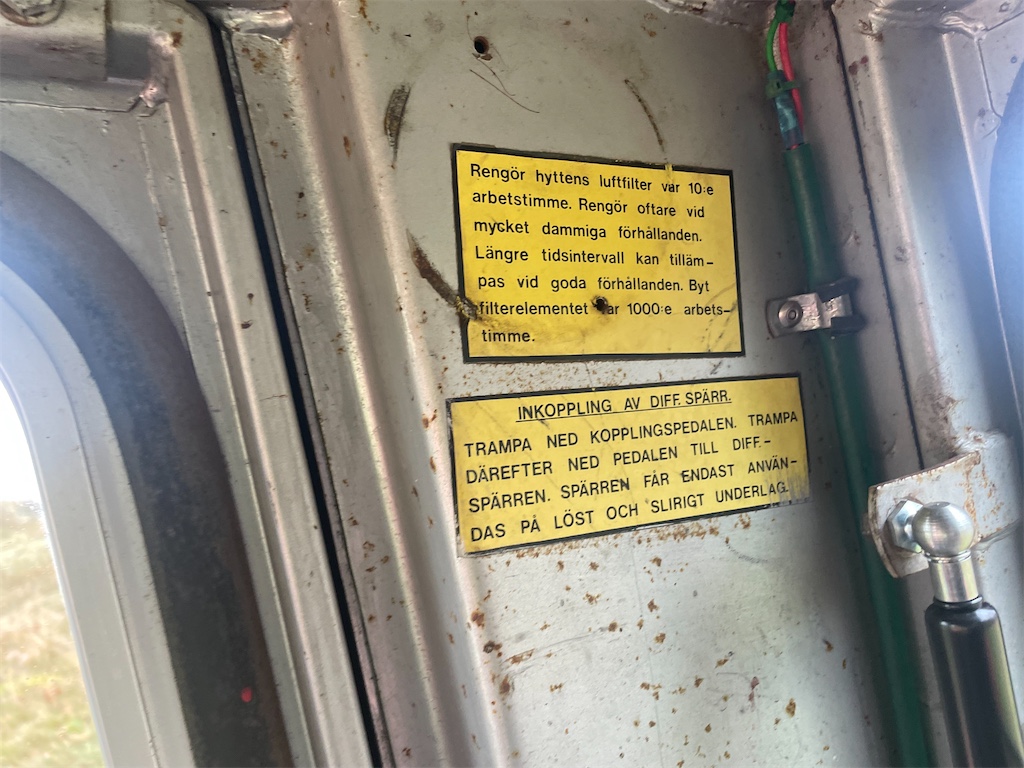 Rengör hyttens luftfilter var 10:e
arbetstimme. Rengör oftare vid
mycket dammiga förhållanden.
Längre tidsintervall kan tilläm-
pas vid goda förhållanden. Byt
filterelementet var 1000:e arbets-
timme.
INKOPPLING AV DIFF. SPÄRR.
TRAMPA NED KOPPLINGSPEDALEN. TRAMPA
DÄREFTER NED PEDALEN TILL DIFF.-
SPÄRREN. SPÄRREN FÅR ENDAST ANVÄN-
DAS PÅ LÖST OCH SLIRIGT UNDERLAG.